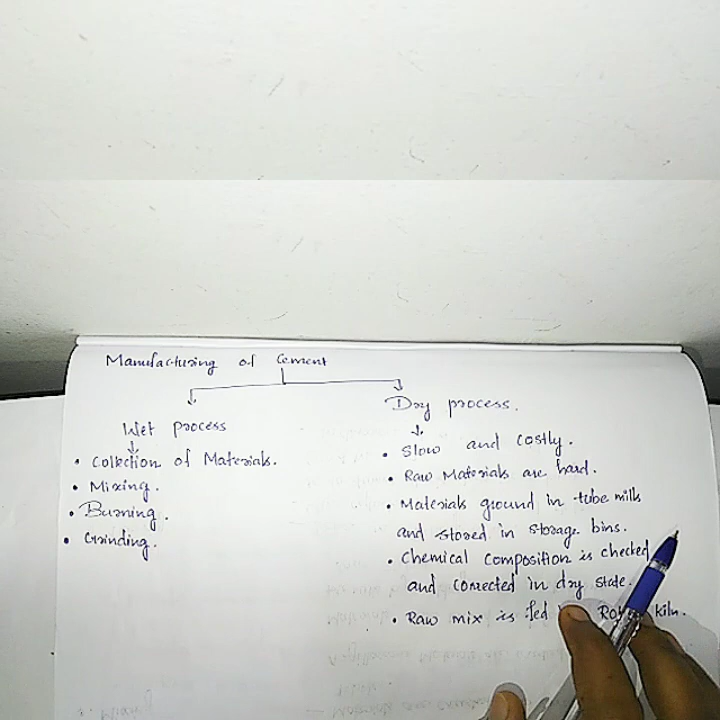 Manufacturing of Cement
Wet process
• Collection of Materials.
• Mixing.
• Burning.
• Grinding.
Dry process.
• Slow and costly.
• Raw Materials are hard.
• Materials ground in tube mills
and stored in storage bins.
• Chemical composition is checked
and corrected in dry state.
• Raw mix is fed kiln.